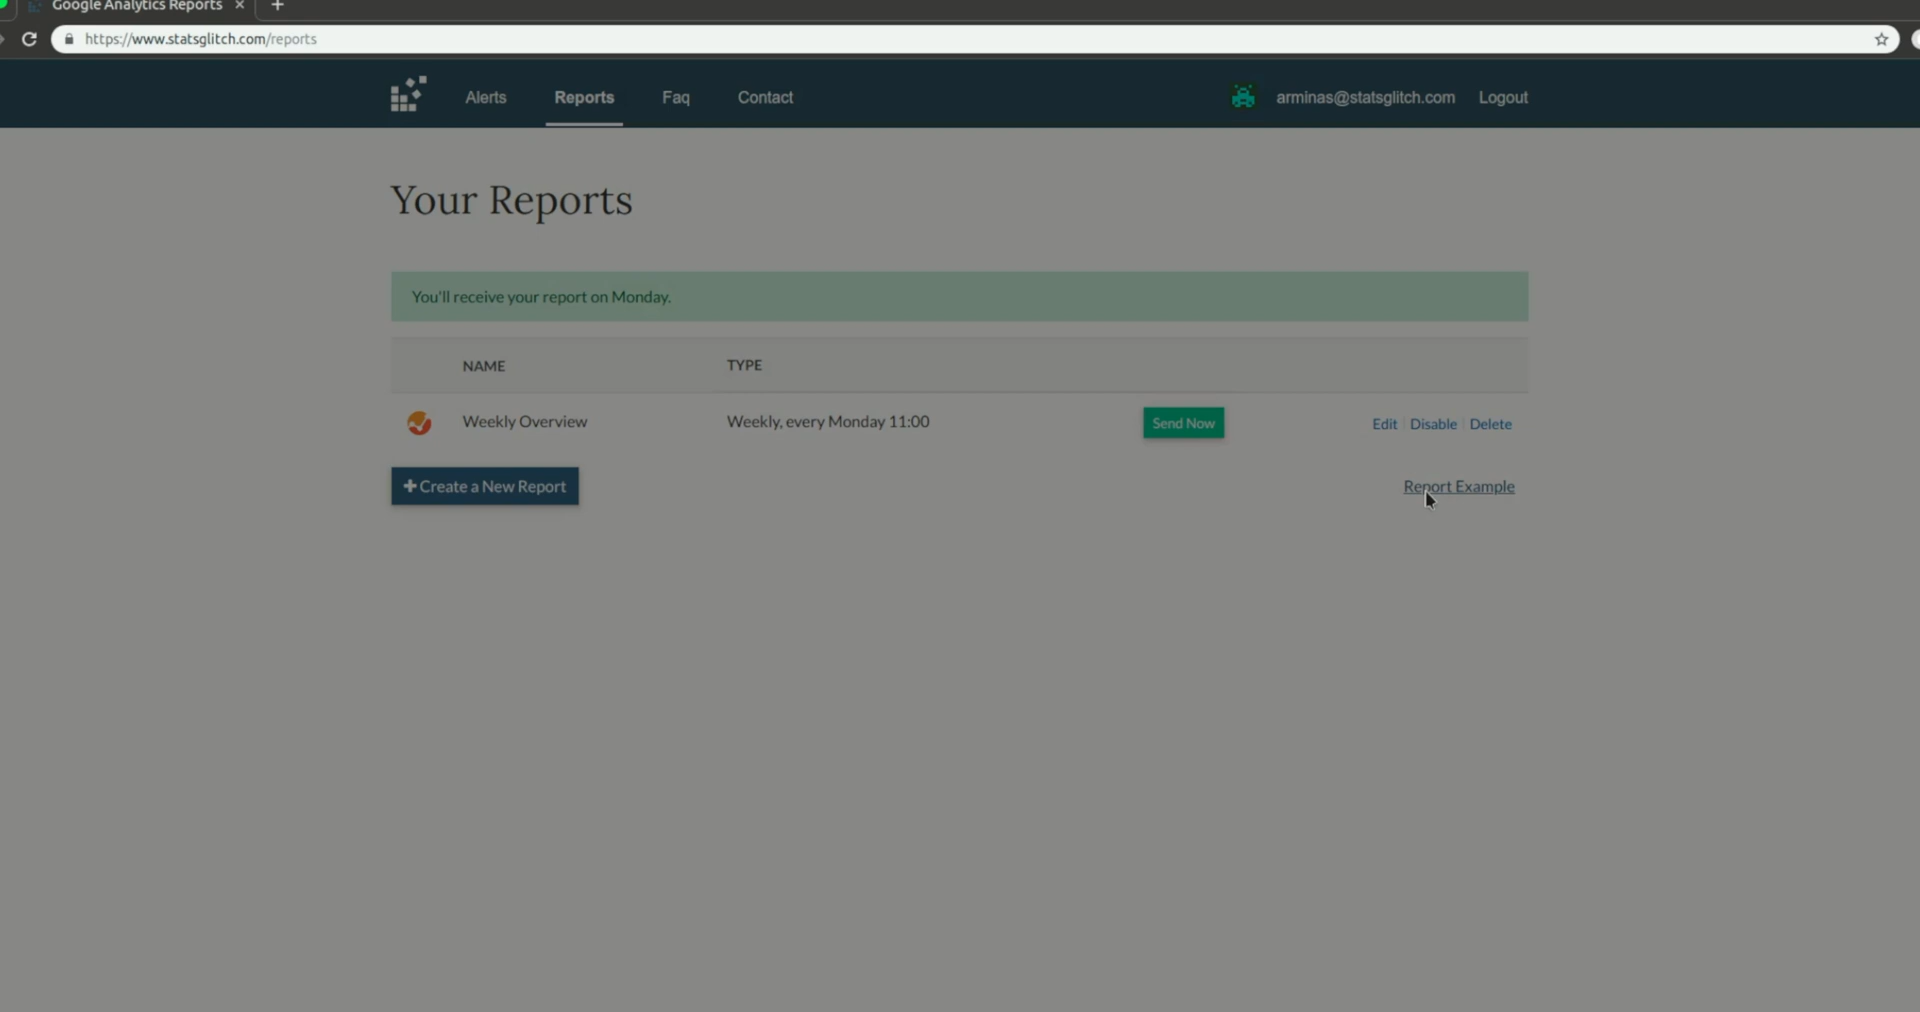 Google Analytics Reports
https://www.statsglitch.com/reports
Alerts Reports Faq Contact arminas@statsglitch.com Logout
Your Reports
You'll receive your report on Monday.
NAME TYPE
Weekly Overview Weekly, every Monday 11:00 Send Now Edit Disable Delete
Create a New Report Report Example